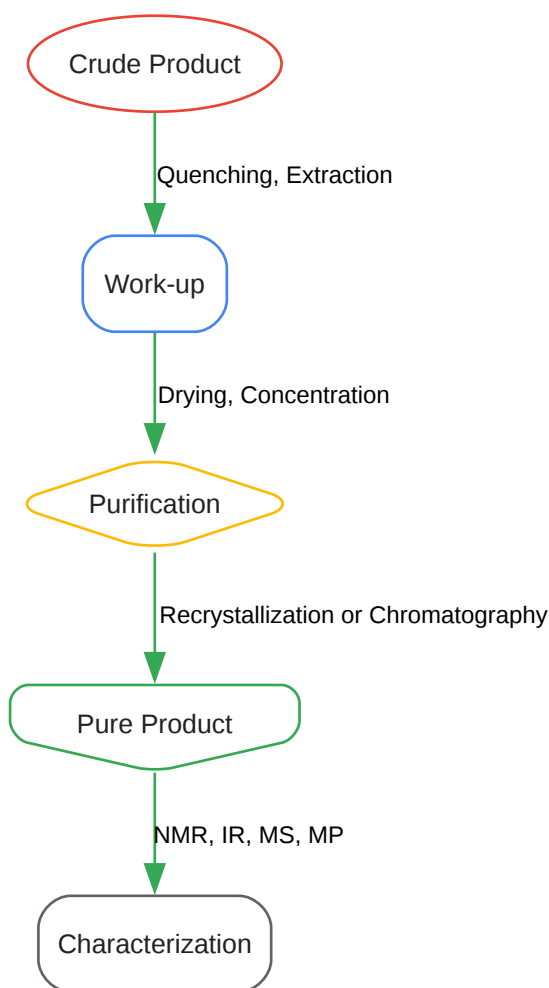 Crude Product
Quenching, Extraction
Work-up
Drying, Concentration
Purification
Recrystallization or Chromatography
Pure Product
NMR, IR, MS, MP
Characterization